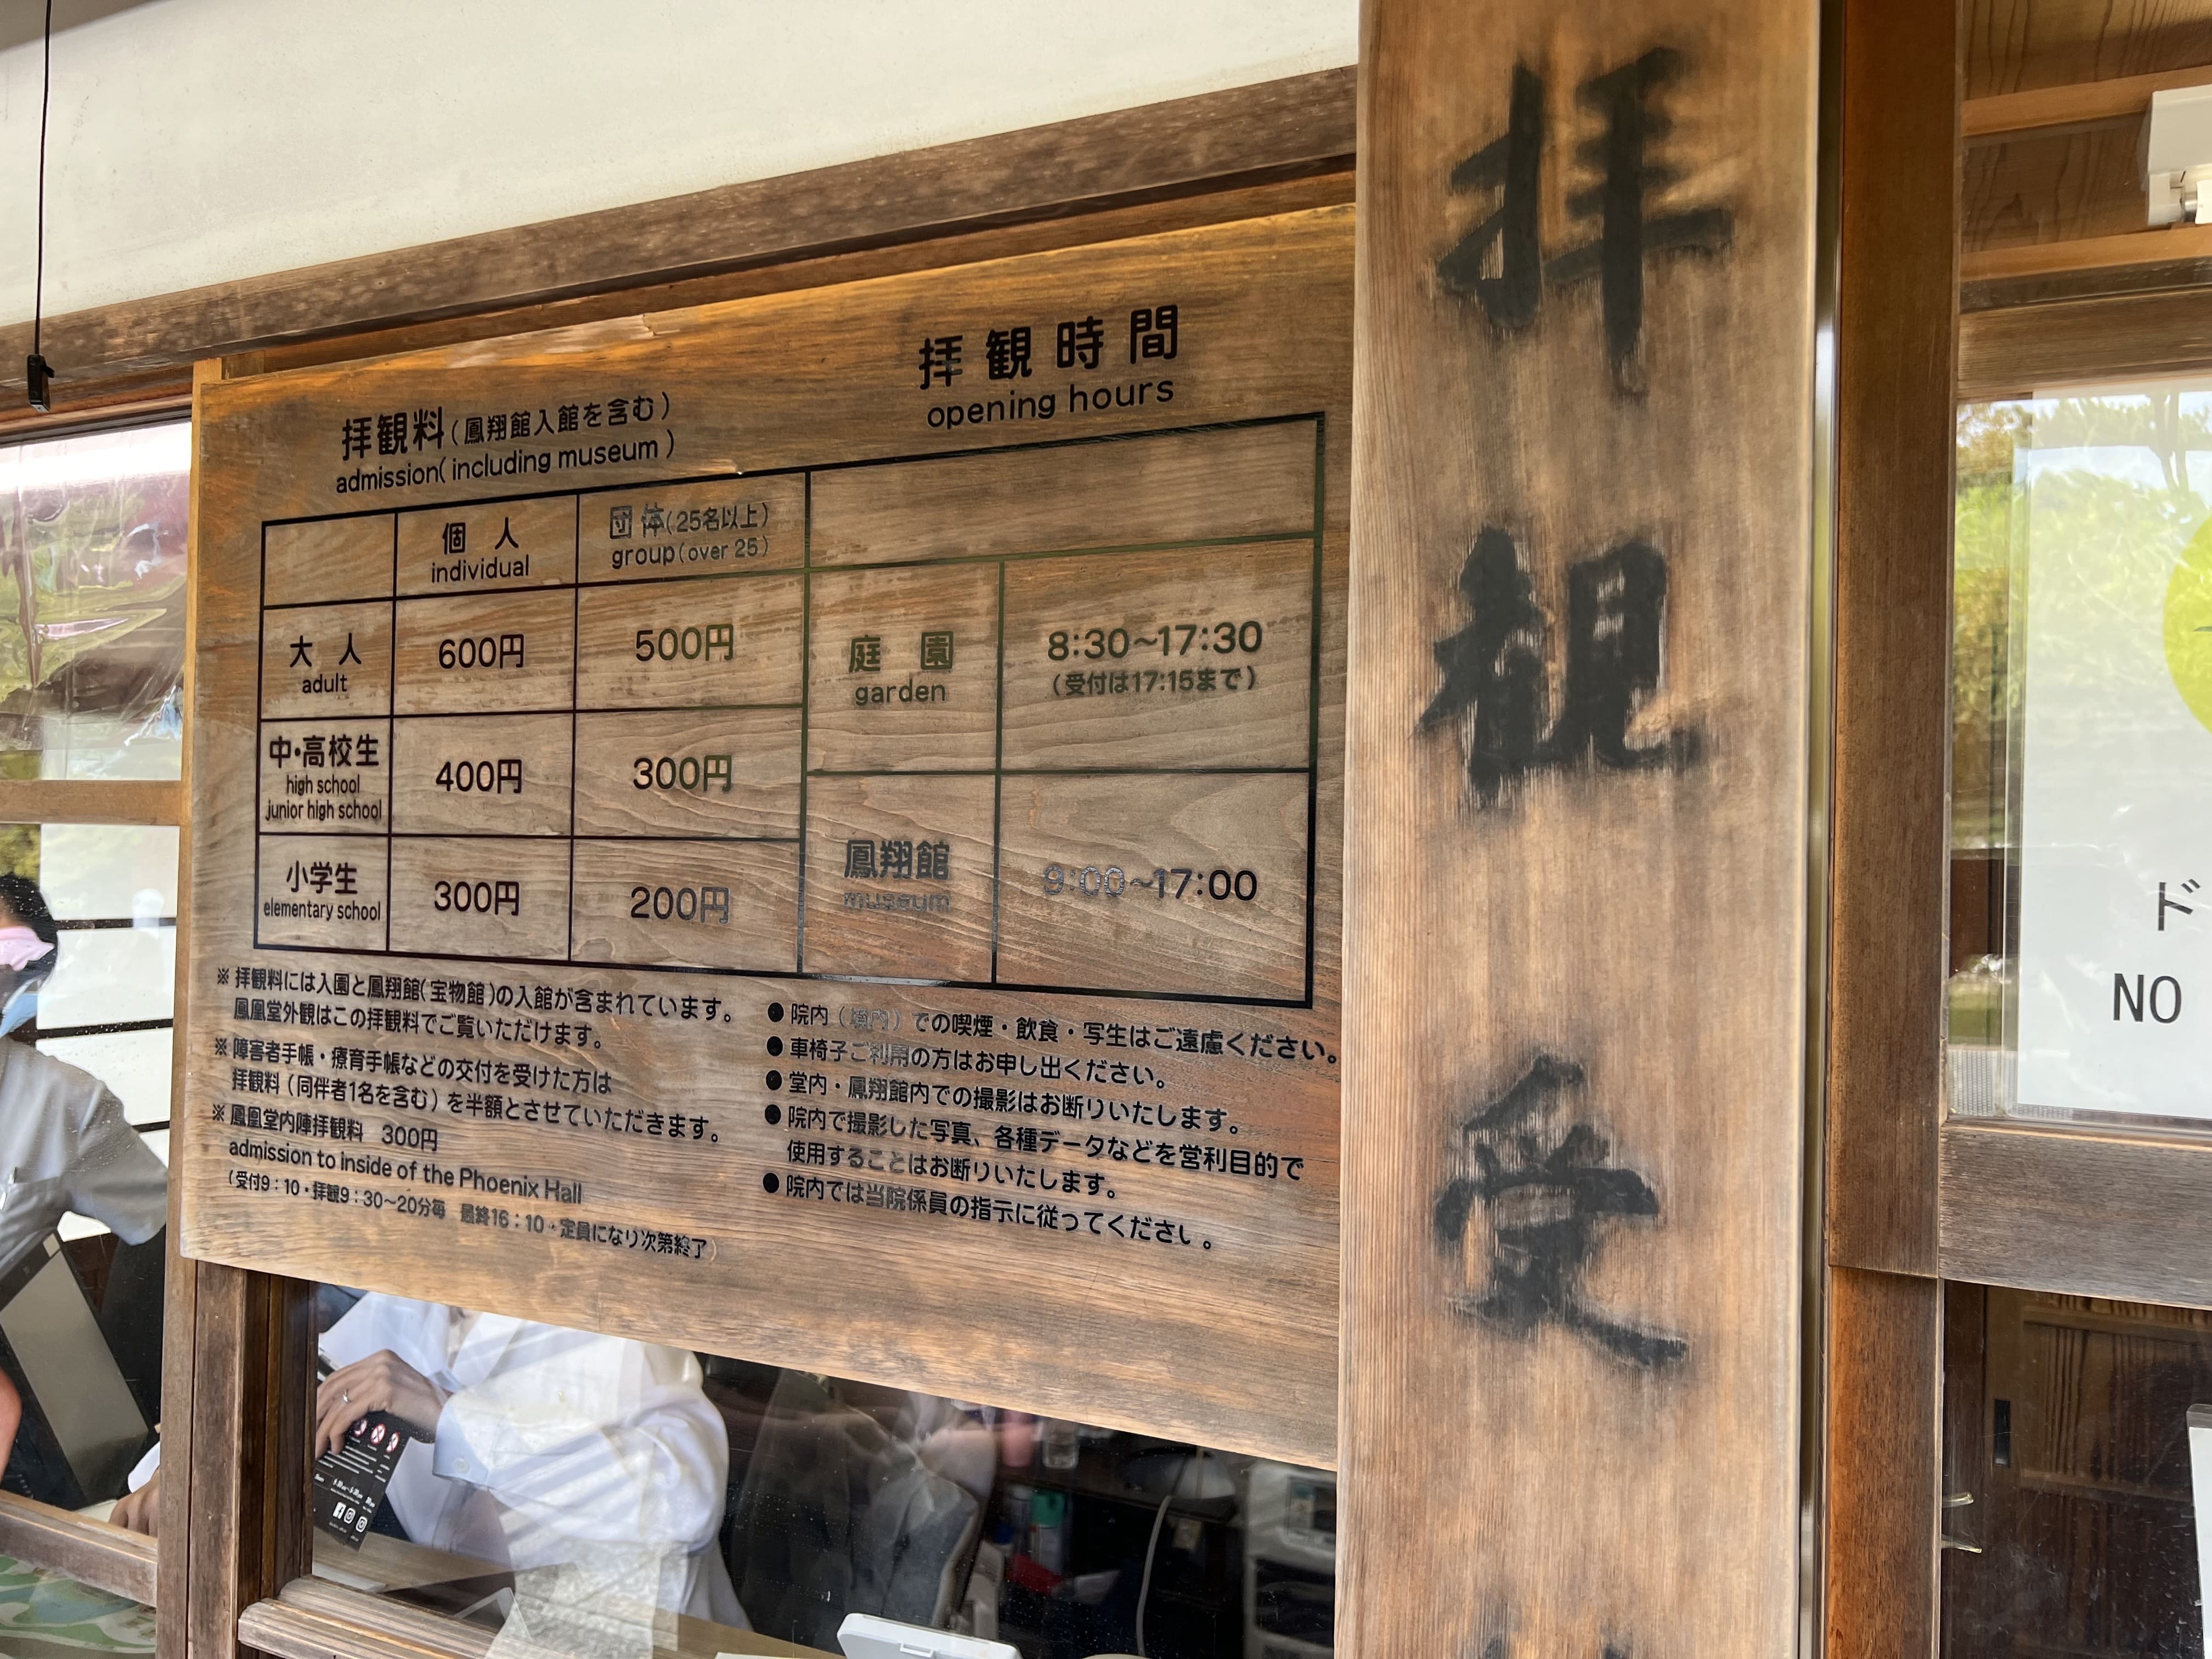 拝観料(鳳翔館入館を含む)
admission(including museum)
個 人
individual
団 体(25名以上)
group(over 25)
大 人
adult
600円
500円
中・高校生
high school
junior high school
400円
300円
小学生
elementary school
300円
200円
拝観時間
opening hours
庭 園
garden
8:30~17:30
(受付は17:15まで)
鳳翔館
museum
9:00~17:00
※ 拝観料には入園と鳳翔館(宝物館)の入館が含まれています。
鳳凰堂外観はこの拝観料でご覧いただけます。
※ 障害者手帳・療育手帳などの交付を受けた方は
拝観料(同伴者1名を含む)を半額とさせていただきます。
※ 鳳凰堂内陣拝観料 300円
admission to inside of the Phoenix Hall
(受付9:10・拝観9:30~20分毎 最終16:10・定員になり次第終了)
● 院内(境内)での喫煙・飲食・写生はご遠慮ください。
● 車椅子ご利用の方はお申し出ください。
● 堂内・鳳翔館内での撮影はお断りいたします。
● 院内で撮影した写真、各種データなどを営利目的で
使用することはお断りいたします。
● 院内では当院係員の指示に従ってください。
拝観受
ド
NO